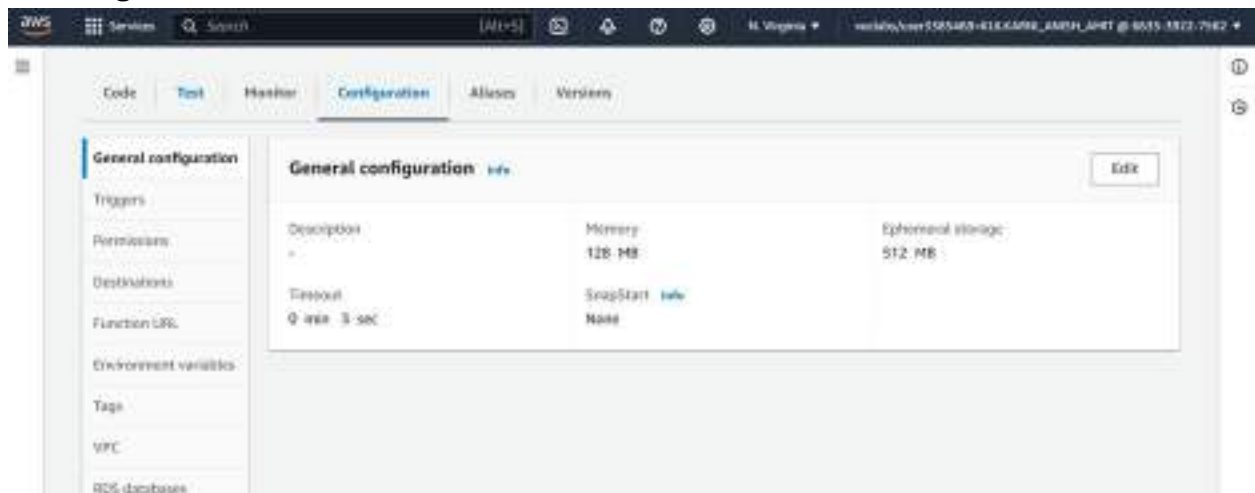 aws Services Search [Alt+S] N. Virginia
Code Test Monitor Configuration Aliases Versions
General configuration
Triggers
Permissions
Destinations
Function URL
Environment variables
Tags
VPC
RDS databases
General configuration Info
Edit
Description
-
Memory
128 MB
Ephemeral storage
512 MB
Timeout
0 min 3 sec
SnapStart Info
None